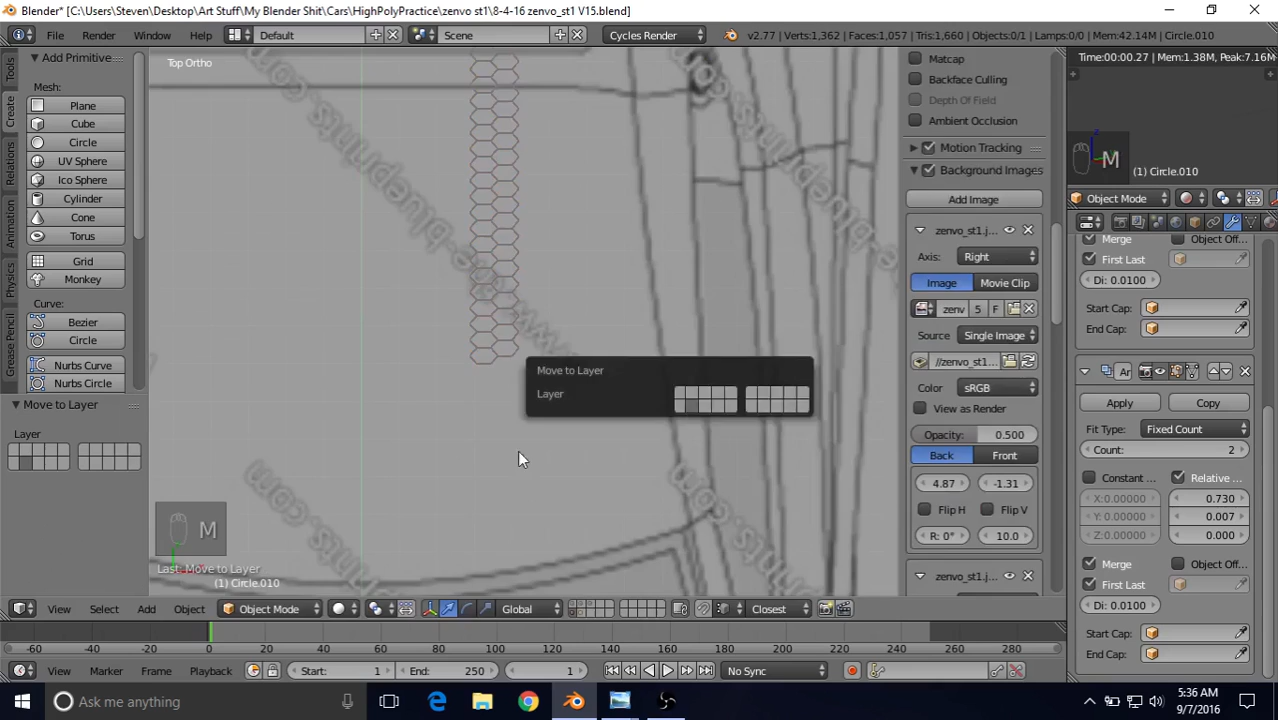 Blender* [C:\Users\Steven\Desktop\Art Stuff\My Blender Shit\Cars\HighPolyPractice\zenvo st1\8-4-16 zenvo_st1 V15.blend]
File Render Window Help Default Scene Cycles Render v2.77 | Verts:1,362 | Faces:1,057 | Tris:1,660 | Objects:0/1 | Lamps:0/0 | Mem:42.14M | Circle.010
Tools
Create
Relations
Animation
Physics
Grease Pencil
Add Primitive
Mesh:
Plane
Cube
Circle
UV Sphere
Ico Sphere
Cylinder
Cone
Torus
Grid
Monkey
Curve:
Bezier
Circle
Nurbs Curve
Nurbs Circle
Move to Layer
Layer
Top Ortho
www.the-blueprints.com
Move to Layer
Layer
M
Last: Move to Layer
(1) Circle.010
Matcap
Backface Culling
Depth Of Field
Ambient Occlusion
Motion Tracking
Background Images
Add Image
zenvo_st1.j...
Axis: Right
Image Movie Clip
zenv 5 F
Source Single Image
//zenvo_st1...
Color sRGB
View as Render
Opacity: 0.500
Back Front
4.87 -1.31
Flip H Flip V
R: 0° 10.0
zenvo_st1.j...
Time:00:00.27 | Mem:1.38M, Peak:7.16M
M
(1) Circle.010
Object Mode
Merge Object Off...
First Last
Di: 0.0100
Start Cap:
End Cap:
Ar
Apply Copy
Fit Type: Fixed Count
Count: 2
Constant ... Relative ...
X:0.00000 0.730
Y: 0.00000 0.007
Z:0.00000 0.000
Merge Object Off...
First Last
Di: 0.0100
Start Cap:
End Cap:
View Select Add Object Object Mode Global Closest
-60 -40 -20 0 20 40 60 80 100 120 140 160 180 200 220 240 260 280
View Marker Frame Playback Start: 1 End: 250 1 No Sync
Ask me anything
5:36 AM
9/7/2016